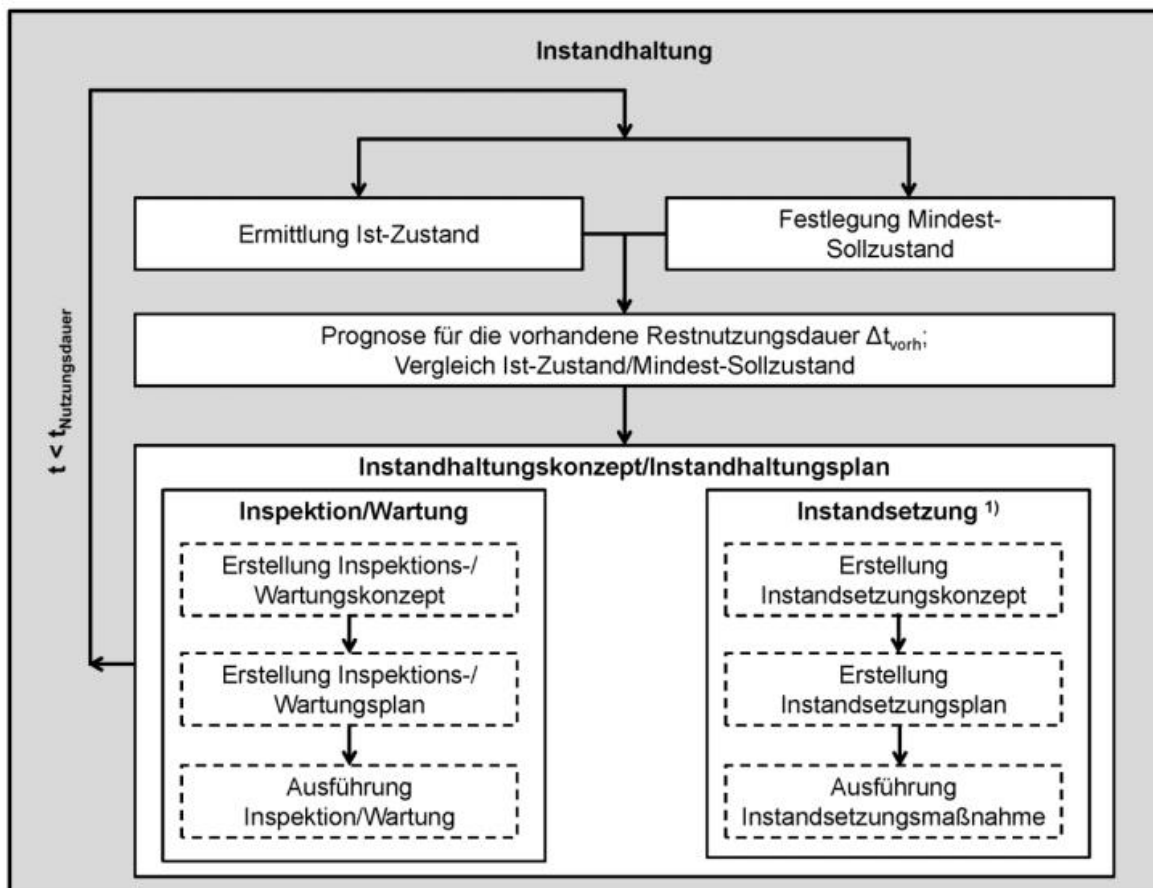 Instandhaltung
Ermittlung Ist-Zustand
Festlegung Mindest-
Sollzustand
Prognose für die vorhandene Restnutzungsdauer Δt_vorh;
Vergleich Ist-Zustand/Mindest-Sollzustand
t < t_Nutzungsdauer
Instandhaltungskonzept/Instandhaltungsplan
Inspektion/Wartung
Erstellung Inspektions-/
Wartungskonzept
Erstellung Inspektions-/
Wartungsplan
Ausführung
Inspektion/Wartung
Instandsetzung ¹⁾
Erstellung
Instandsetzungskonzept
Erstellung
Instandsetzungsplan
Ausführung
Instandsetzungsmaßnahme